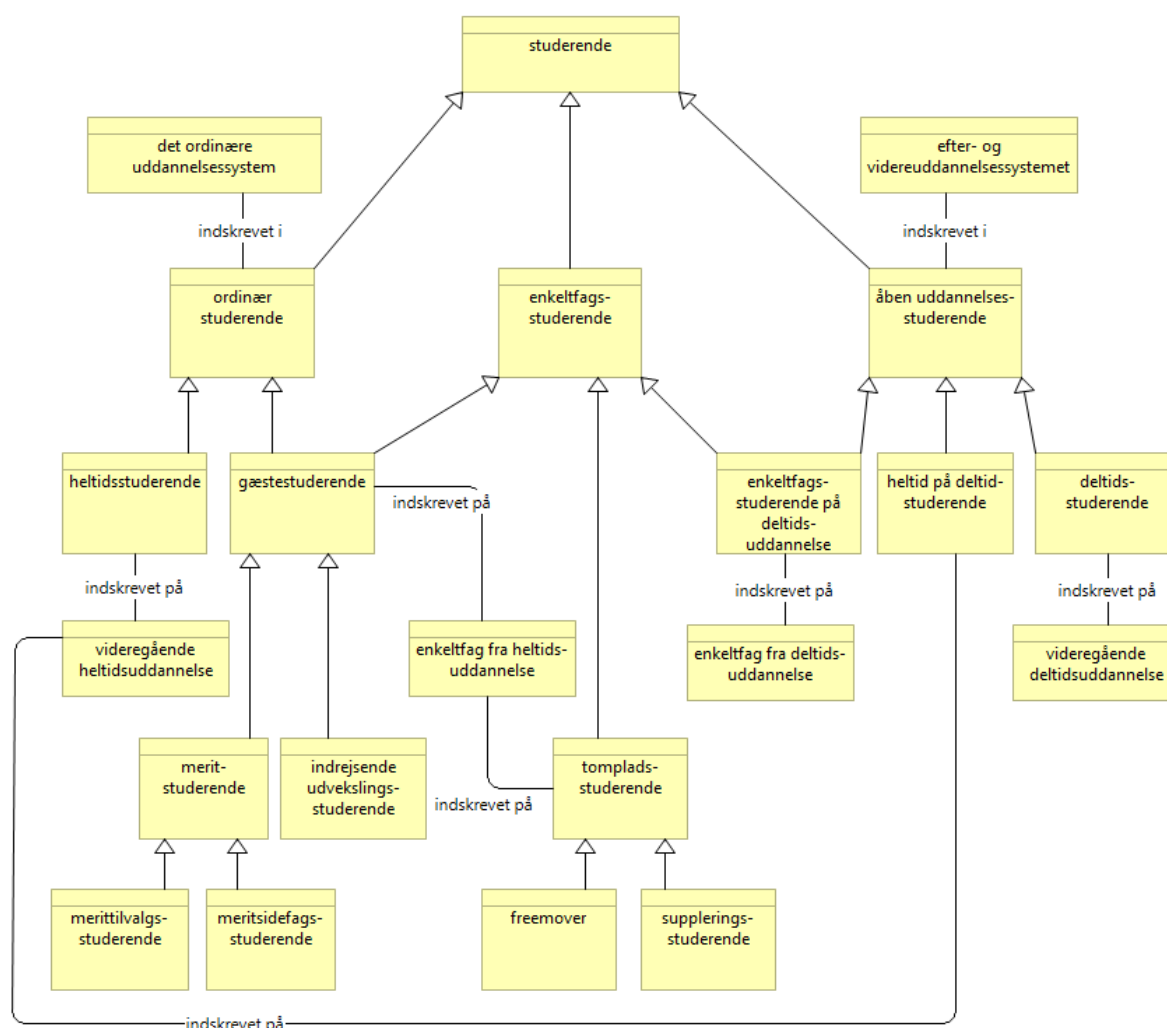 studerende
det ordinære
uddannelsessystem
efter- og
videreuddannelsessystemet
indskrevet i
indskrevet i
ordinær
studerende
enkeltfags-
studerende
åben uddannelses-
studerende
heltidsstuderende
gæstestuderende
indskrevet på
enkeltfags-
studerende på
deltids-
uddannelse
heltid på deltid-
studerende
deltids-
studerende
indskrevet på
indskrevet på
indskrevet på
videregående
heltidsuddannelse
enkeltfag fra heltids-
uddannelse
enkeltfag fra deltids-
uddannelse
videregående
deltidsuddannelse
merit-
studerende
indrejsende
udvekslings-
studerende
tomplads-
studerende
indskrevet på
merittilvalgs-
studerende
meritsidefags-
studerende
freemover
supplerings-
studerende
indskrevet på